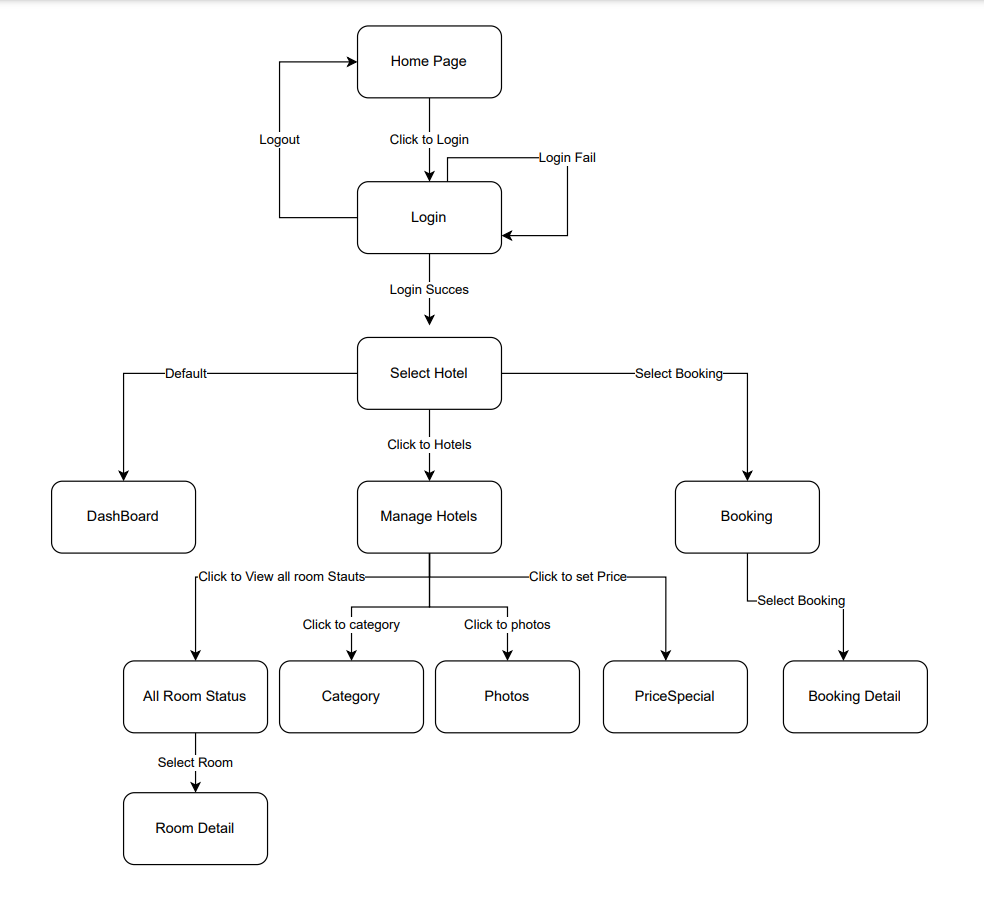 Home Page
Logout
Click to Login
Login Fail
Login
Login Succes
Default
Select Hotel
Select Booking
Click to Hotels
DashBoard
Manage Hotels
Booking
Click to View all room Stauts
Click to set Price
Select Booking
Click to category
Click to photos
All Room Status
Category
Photos
PriceSpecial
Booking Detail
Select Room
Room Detail